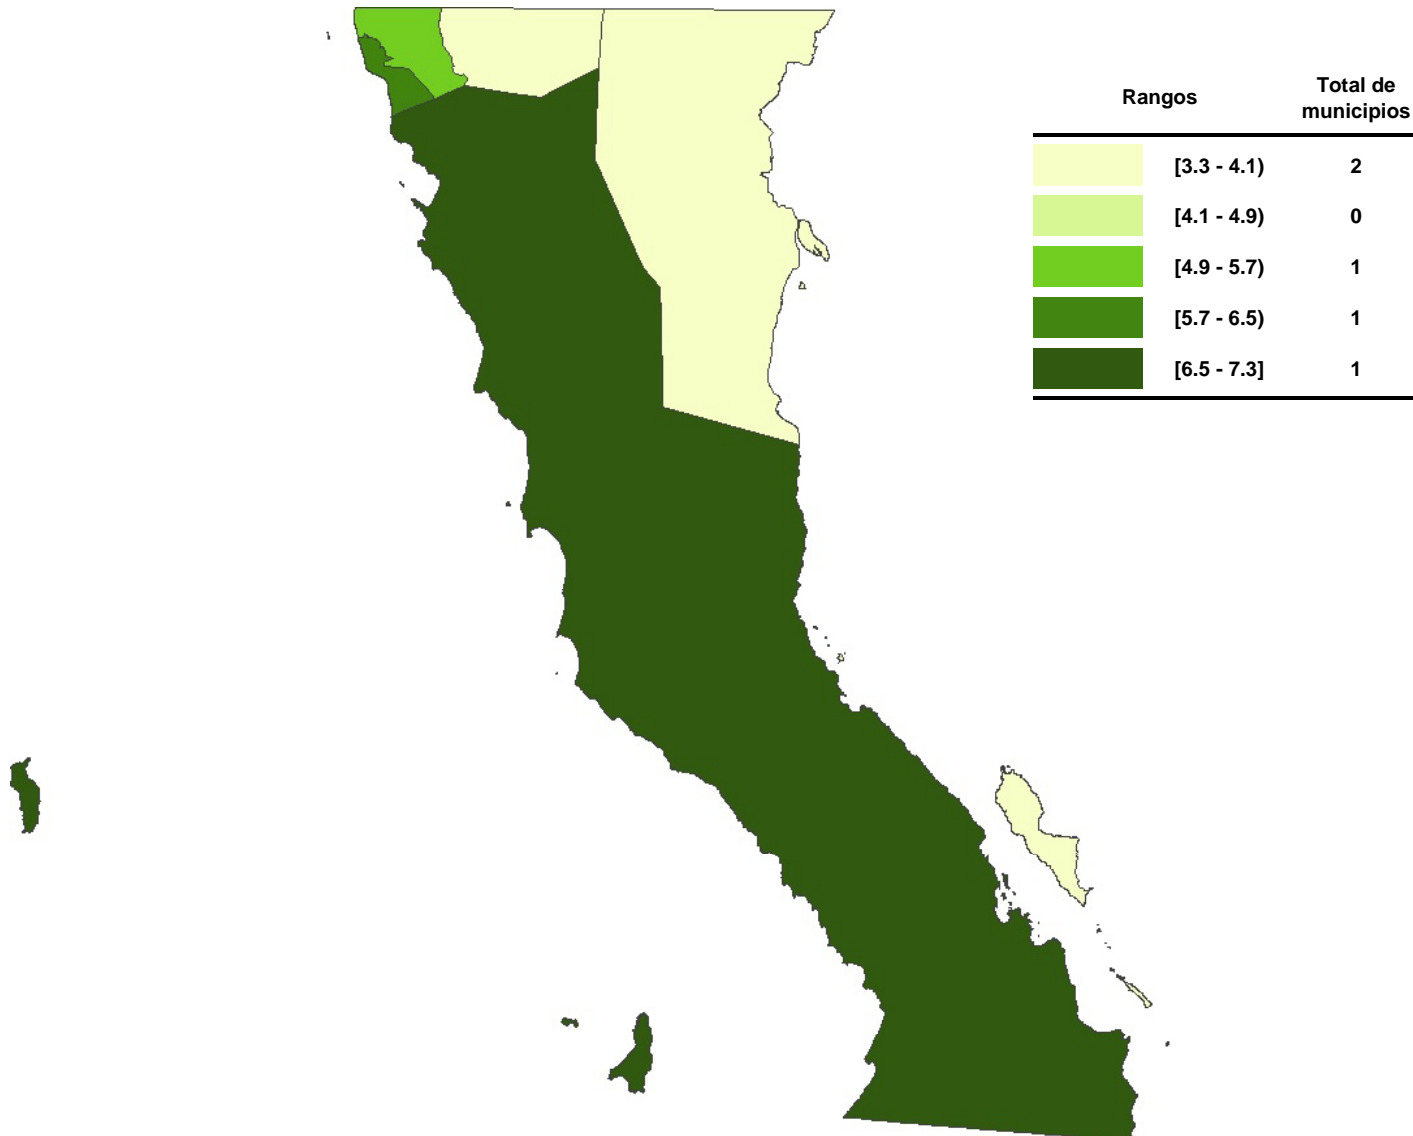 Rangos Total de municipios
[3.3 - 4.1) 2
[4.1 - 4.9) 0
[4.9 - 5.7) 1
[5.7 - 6.5) 1
[6.5 - 7.3] 1